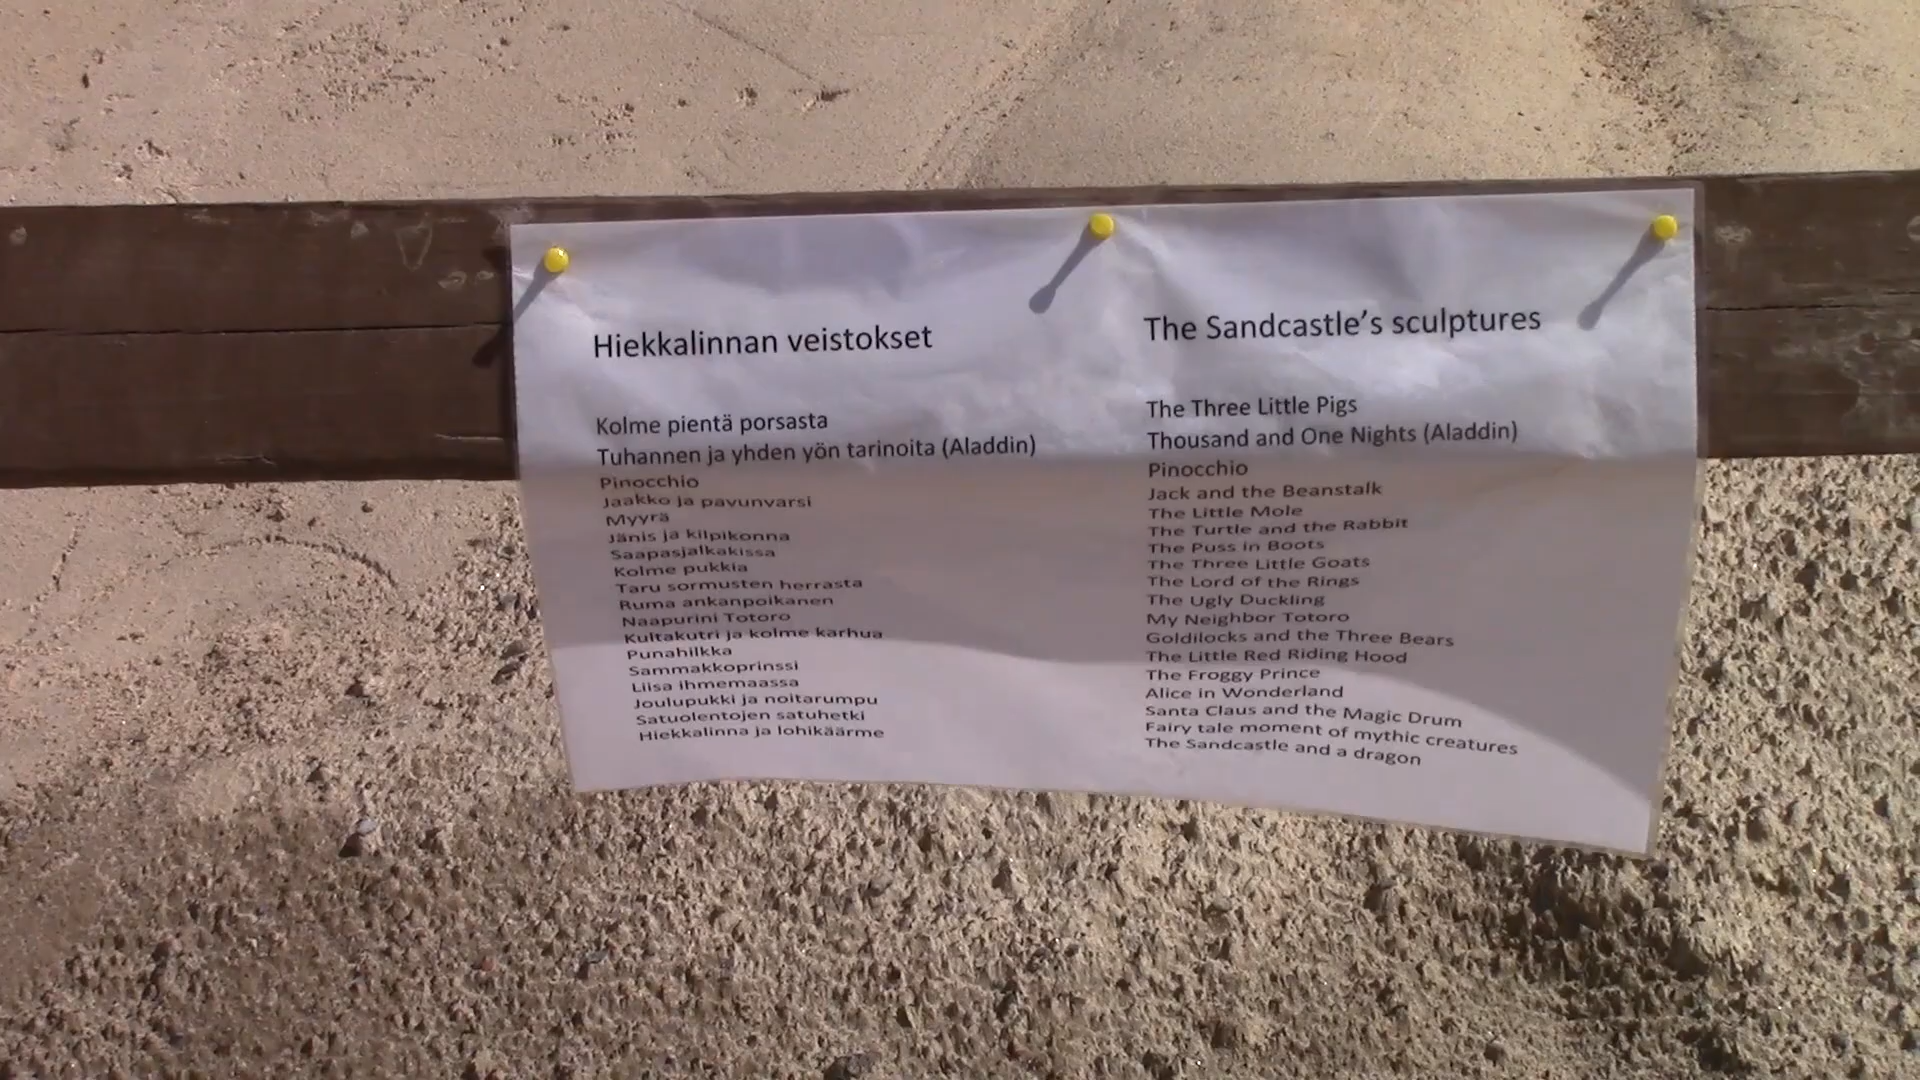 Hiekkalinnan veistokset
Kolme pientä porsasta
Tuhannen ja yhden yön tarinoita (Aladdin)
Pinocchio
Jaakko ja pavunvarsi
Myyrä
Jänis ja kilpikonna
Saapasjalkakissa
Kolme pukkia
Taru sormusten herrasta
Ruma ankanpoikanen
Naapurini Totoro
Kultakutri ja kolme karhua
Punahilkka
Sammakkoprinssi
Liisa ihmemaassa
Joulupukki ja noitarumpu
Satuolentojen satuhetki
Hiekkalinna ja lohikäärme
The Sandcastle's sculptures
The Three Little Pigs
Thousand and One Nights (Aladdin)
Pinocchio
Jack and the Beanstalk
The Little Mole
The Turtle and the Rabbit
The Puss in Boots
The Three Little Goats
The Lord of the Rings
The Ugly Duckling
My Neighbor Totoro
Goldilocks and the Three Bears
The Little Red Riding Hood
The Froggy Prince
Alice in Wonderland
Santa Claus and the Magic Drum
Fairy tale moment of mythic creatures
The Sandcastle and a dragon